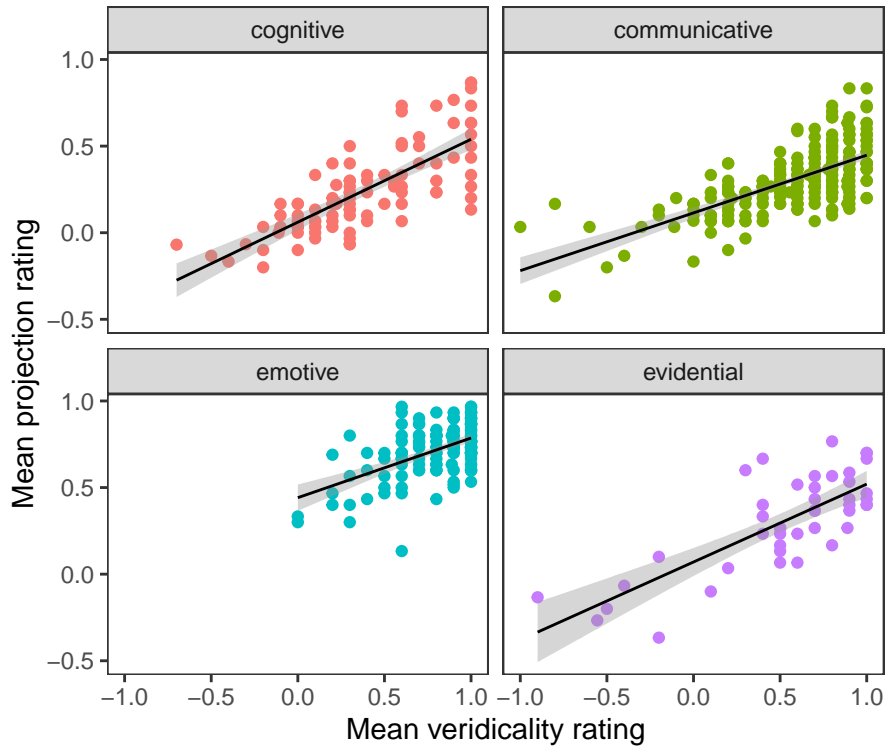 cognitive communicative
1.0
0.5
0.0
−0.5
emotive evidential
1.0
0.5
0.0
−0.5
−1.0 −0.5 0.0 0.5 1.0 −1.0 −0.5 0.0 0.5 1.0
Mean veridicality rating
Mean projection rating